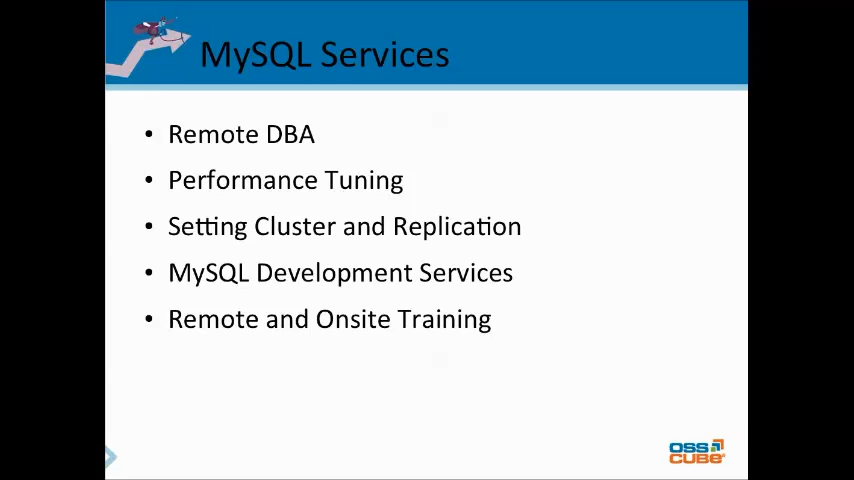 MySQL Services
• Remote DBA
• Performance Tuning
• Setting Cluster and Replication
• MySQL Development Services
• Remote and Onsite Training
OSS
CUBE